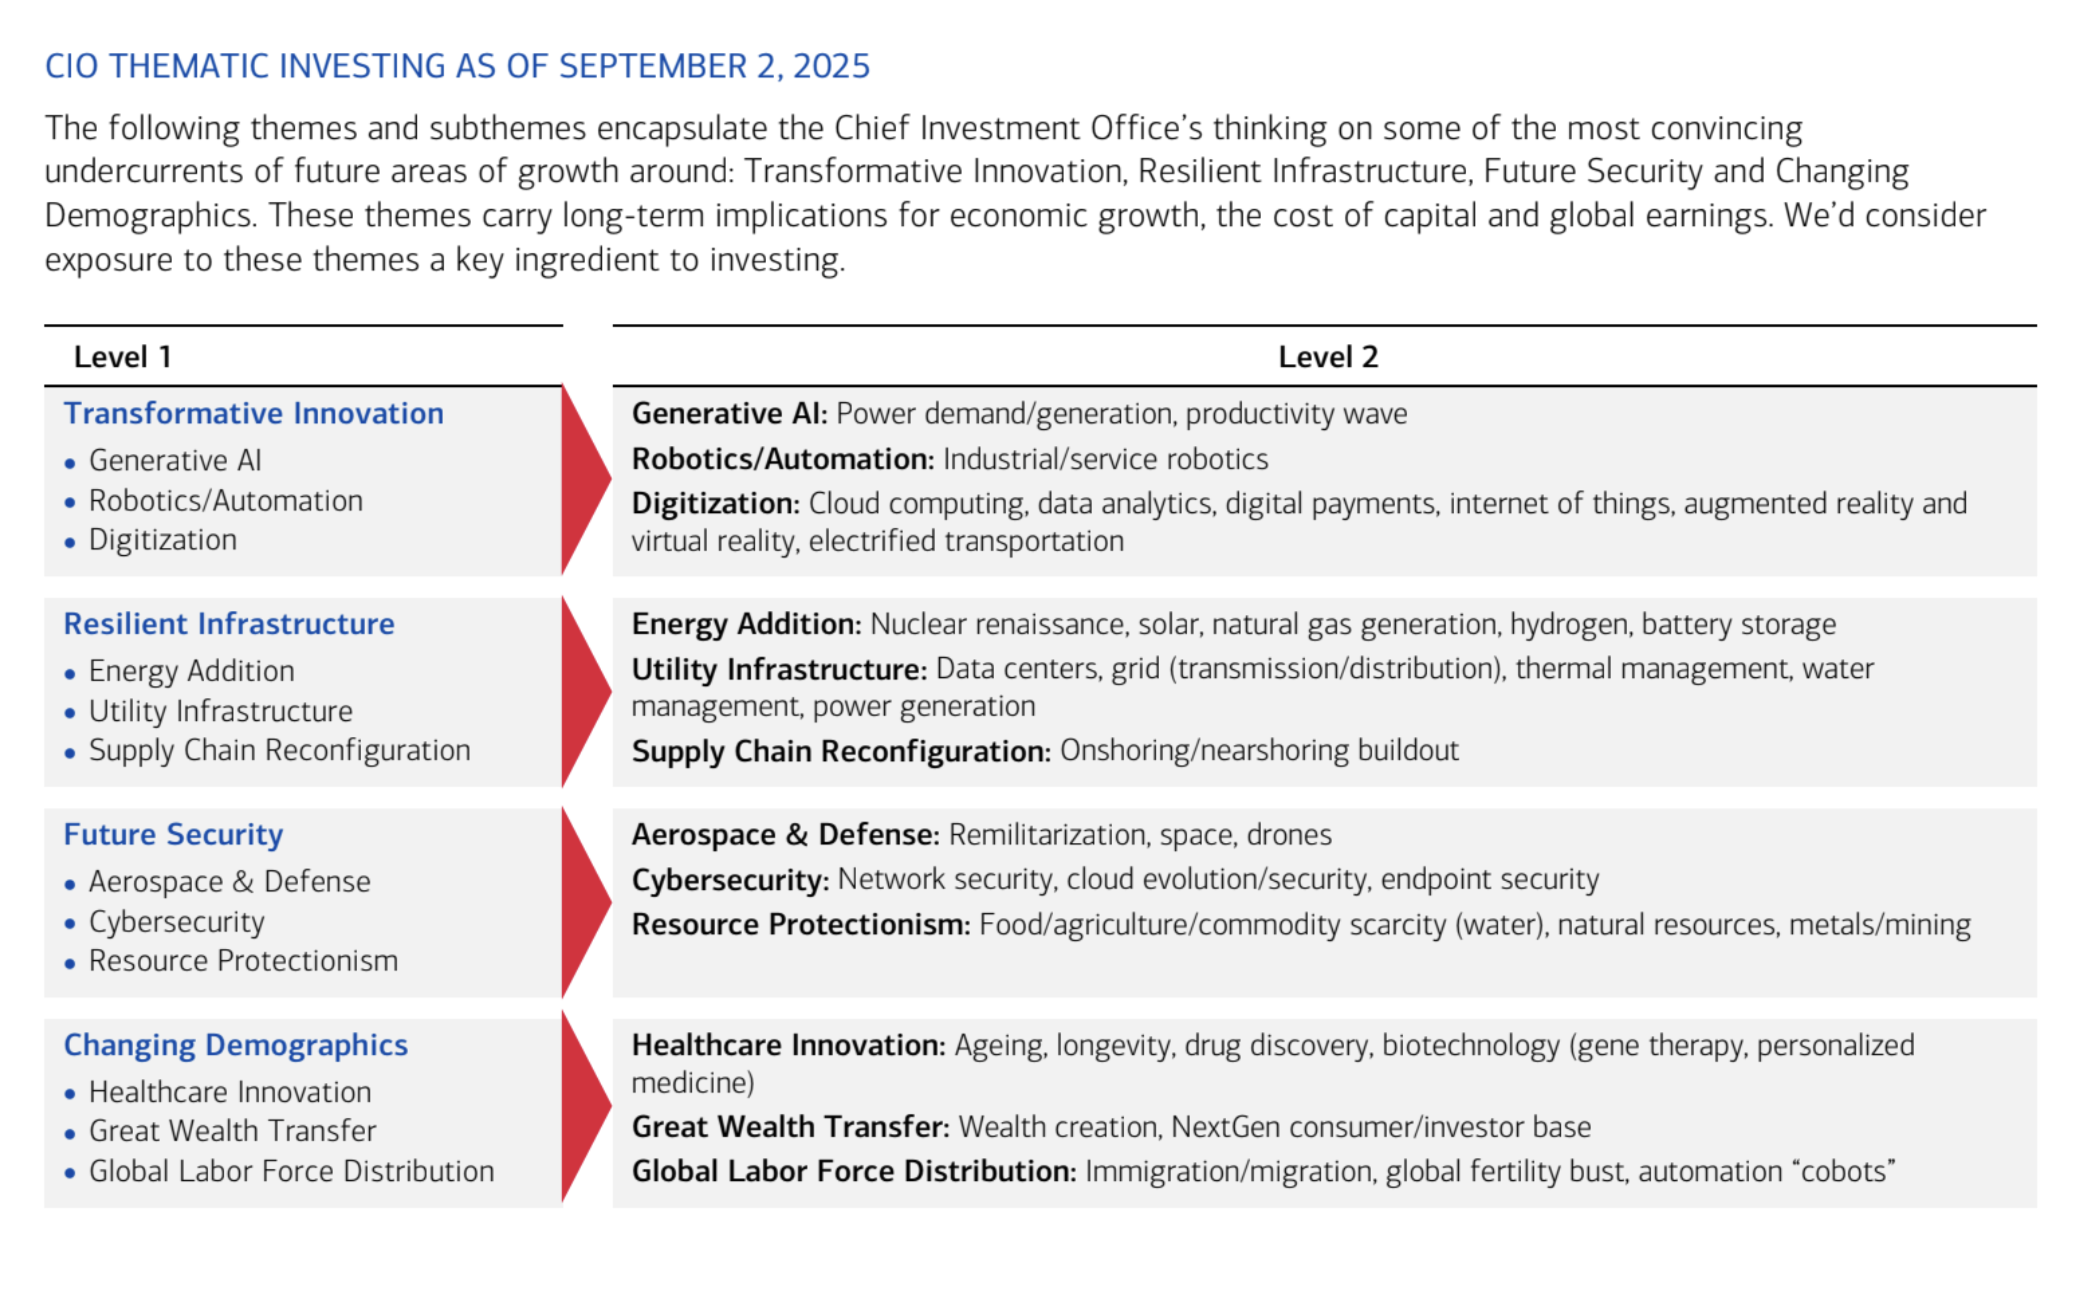 CIO THEMATIC INVESTING AS OF SEPTEMBER 2, 2025
The following themes and subthemes encapsulate the Chief Investment Office’s thinking on some of the most convincing
undercurrents of future areas of growth around: Transformative Innovation, Resilient Infrastructure, Future Security and Changing
Demographics. These themes carry long-term implications for economic growth, the cost of capital and global earnings. We’d consider
exposure to these themes a key ingredient to investing.
Level 1
Level 2
Transformative Innovation
• Generative AI
• Robotics/Automation
• Digitization
Generative AI: Power demand/generation, productivity wave
Robotics/Automation: Industrial/service robotics
Digitization: Cloud computing, data analytics, digital payments, internet of things, augmented reality and
virtual reality, electrified transportation
Resilient Infrastructure
• Energy Addition
• Utility Infrastructure
• Supply Chain Reconfiguration
Energy Addition: Nuclear renaissance, solar, natural gas generation, hydrogen, battery storage
Utility Infrastructure: Data centers, grid (transmission/distribution), thermal management, water
management, power generation
Supply Chain Reconfiguration: Onshoring/nearshoring buildout
Future Security
• Aerospace & Defense
• Cybersecurity
• Resource Protectionism
Aerospace & Defense: Remilitarization, space, drones
Cybersecurity: Network security, cloud evolution/security, endpoint security
Resource Protectionism: Food/agriculture/commodity scarcity (water), natural resources, metals/mining
Changing Demographics
• Healthcare Innovation
• Great Wealth Transfer
• Global Labor Force Distribution
Healthcare Innovation: Ageing, longevity, drug discovery, biotechnology (gene therapy, personalized
medicine)
Great Wealth Transfer: Wealth creation, NextGen consumer/investor base
Global Labor Force Distribution: Immigration/migration, global fertility bust, automation “cobots”